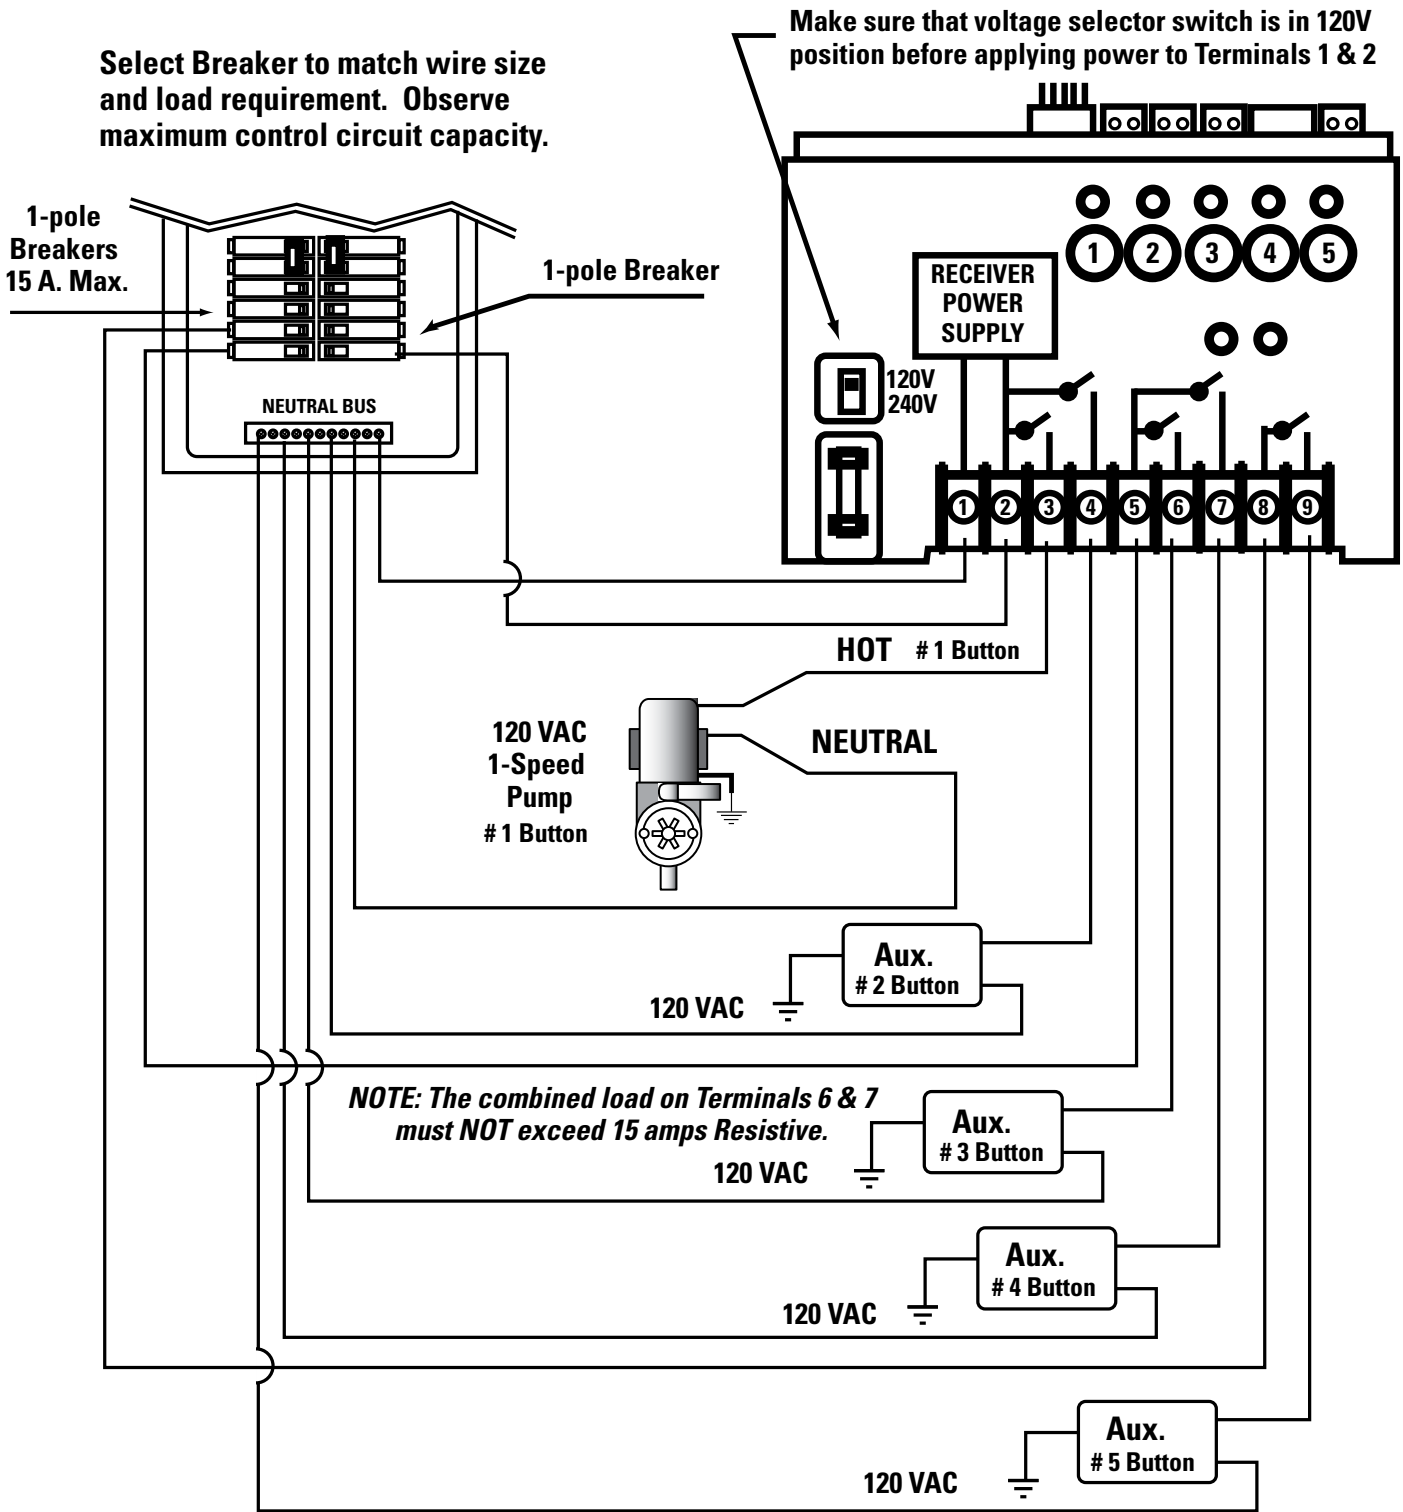 Make sure that voltage selector switch is in 120V
position before applying power to Terminals 1 & 2
Select Breaker to match wire size
and load requirement. Observe
maximum control circuit capacity.
1-pole
Breakers
15 A. Max.
1-pole Breaker
NEUTRAL BUS
1 2 3 4 5
RECEIVER
POWER
SUPPLY
120V
240V
1 2 3 4 5 6 7 8 9
HOT # 1 Button
120 VAC
1-Speed
Pump
# 1 Button
NEUTRAL
Aux.
# 2 Button
120 VAC
NOTE: The combined load on Terminals 6 & 7
must NOT exceed 15 amps Resistive.
Aux.
# 3 Button
120 VAC
Aux.
# 4 Button
120 VAC
Aux.
# 5 Button
120 VAC